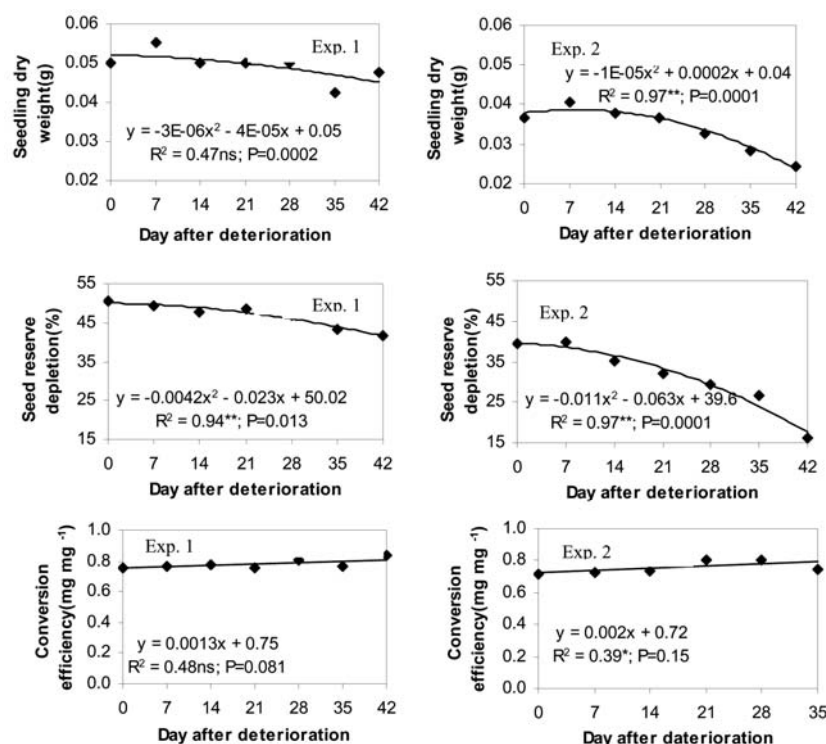 Exp. 1
Seedling dry
weight(g)
0.06
0.05
0.04
0.03
0.02
y = -3E-06x² - 4E-05x + 0.05
R² = 0.47ns; P=0.0002
0 7 14 21 28 35 42
Day after deterioration
Exp. 2
Seedling dry
weight(g)
0.06
0.05
0.04
0.03
0.02
y = -1E-05x² + 0.0002x + 0.04
R² = 0.97**; P=0.0001
0 7 14 21 28 35 42
Day after deterioration
Exp. 1
Seed reserve
depletion(%)
55
45
35
25
15
y = -0.0042x² - 0.023x + 50.02
R² = 0.94**; P=0.013
0 7 14 21 28 35 42
Day after deterioration
Exp. 2
Seed reserve
depletion(%)
55
45
35
25
15
y = -0.011x² - 0.063x + 39.6
R² = 0.97**; P=0.0001
0 7 14 21 28 35 42
Day after deterioration
Exp. 1
Conversion
efficiency(mg mg ⁻¹)
1.0
0.8
0.6
0.4
0.2
0.0
y = 0.0013x + 0.75
R² = 0.48ns; P=0.081
0 7 14 21 28 35 42
Day after deterioration
Exp. 2
Conversion
efficiency(mg mg ⁻¹)
1.0
0.8
0.6
0.4
0.2
0.0
y = 0.002x + 0.72
R² = 0.39*; P=0.15
0 7 14 21 28 35
Day after daterioration